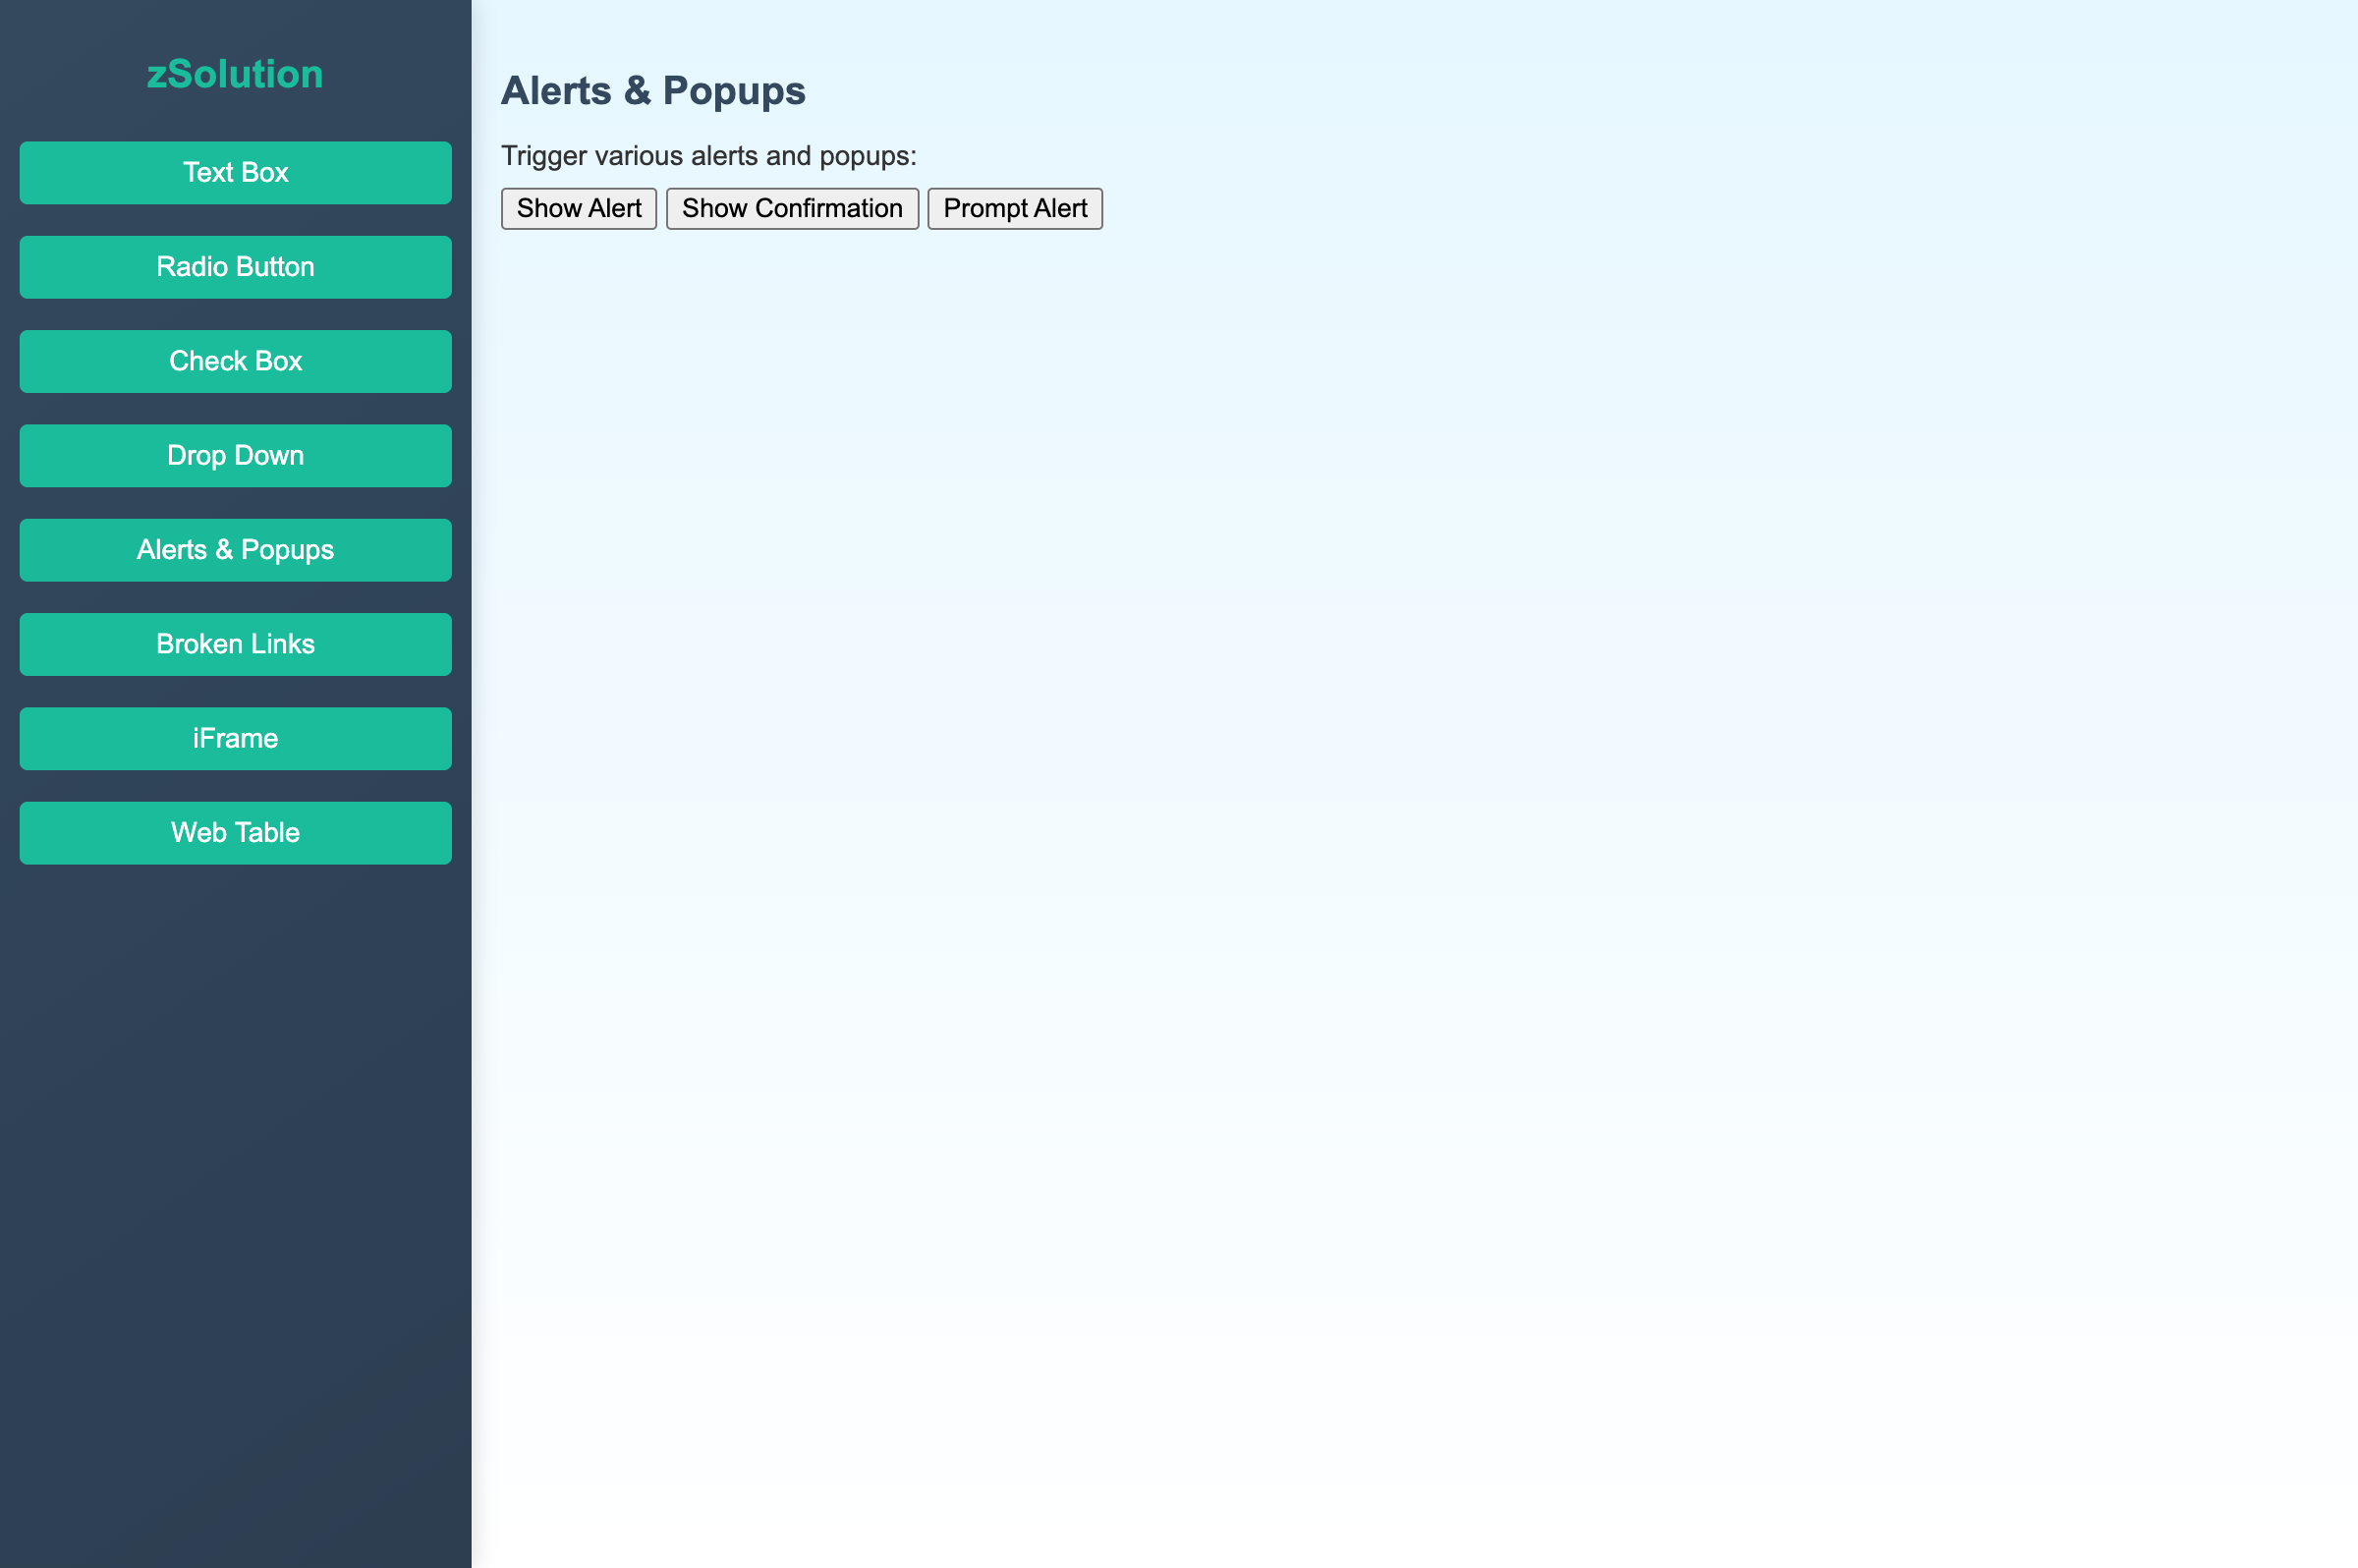 zSolution
Text Box
Radio Button
Check Box
Drop Down
Alerts & Popups
Broken Links
iFrame
Web Table
Alerts & Popups
Trigger various alerts and popups:
Show Alert Show Confirmation Prompt Alert